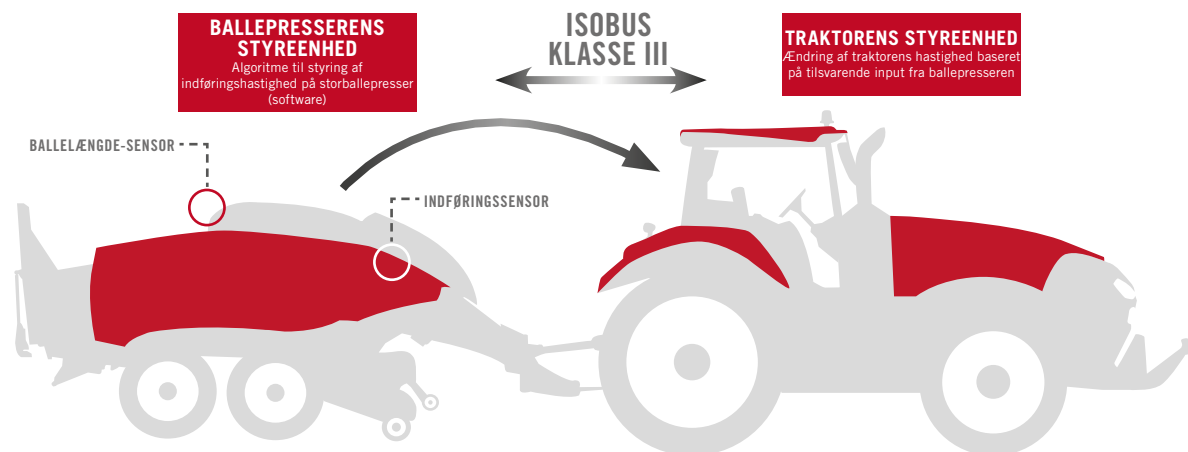 BALLEPRESSERENS
STYREENHED
Algoritme til styring af
indføringshastighed på storballepresser
(software)
ISOBUS
KLASSE III
TRAKTORENS STYREENHED
Ændring af traktorens hastighed baseret
på tilsvarende input fra ballepresseren
BALLELÆNGDE-SENSOR
INDFØRINGSSENSOR